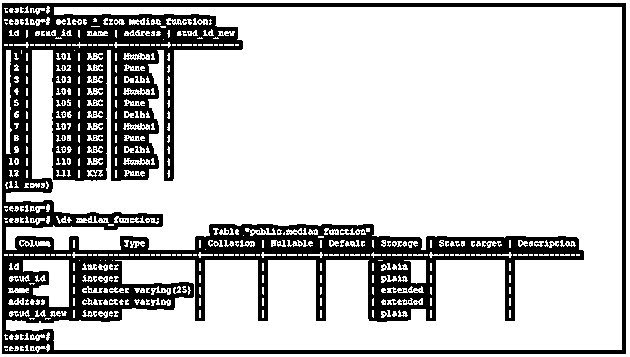 testing=#
testing=# select * from median_function;
id | stud_id | name | address | stud_id_new
----+---------+------+---------+-------------
1 | 101 | ABC | Mumbai |
2 | 102 | ABC | Pune |
3 | 103 | ABC | Delhi |
4 | 104 | ABC | Mumbai |
5 | 105 | ABC | Pune |
6 | 106 | ABC | Delhi |
7 | 107 | ABC | Mumbai |
8 | 108 | ABC | Pune |
9 | 109 | ABC | Delhi |
10 | 110 | ABC | Mumbai |
12 | 111 | XYZ | Pune |
(11 rows)
testing=#
testing=# \d+ median_function;
Table "public.median_function"
Column | Type | Collation | Nullable | Default | Storage | Stats target | Description
-------------+-----------------------+-----------+----------+---------+----------+--------------+-------------
id | integer | | | | plain | |
stud_id | integer | | | | plain | |
name | character varying(25) | | | | extended | |
address | character varying | | | | extended | |
stud_id_new | integer | | | | plain | |
testing=#
testing=#